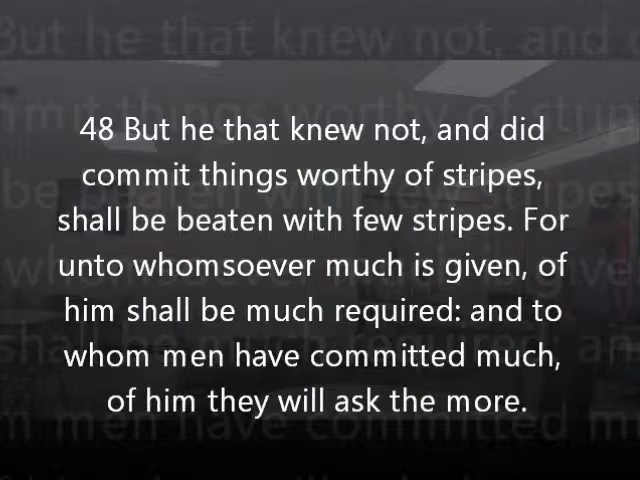 48 But he that knew not, and did
commit things worthy of stripes,
shall be beaten with few stripes. For
unto whomsoever much is given, of
him shall be much required: and to
whom men have committed much,
of him they will ask the more.